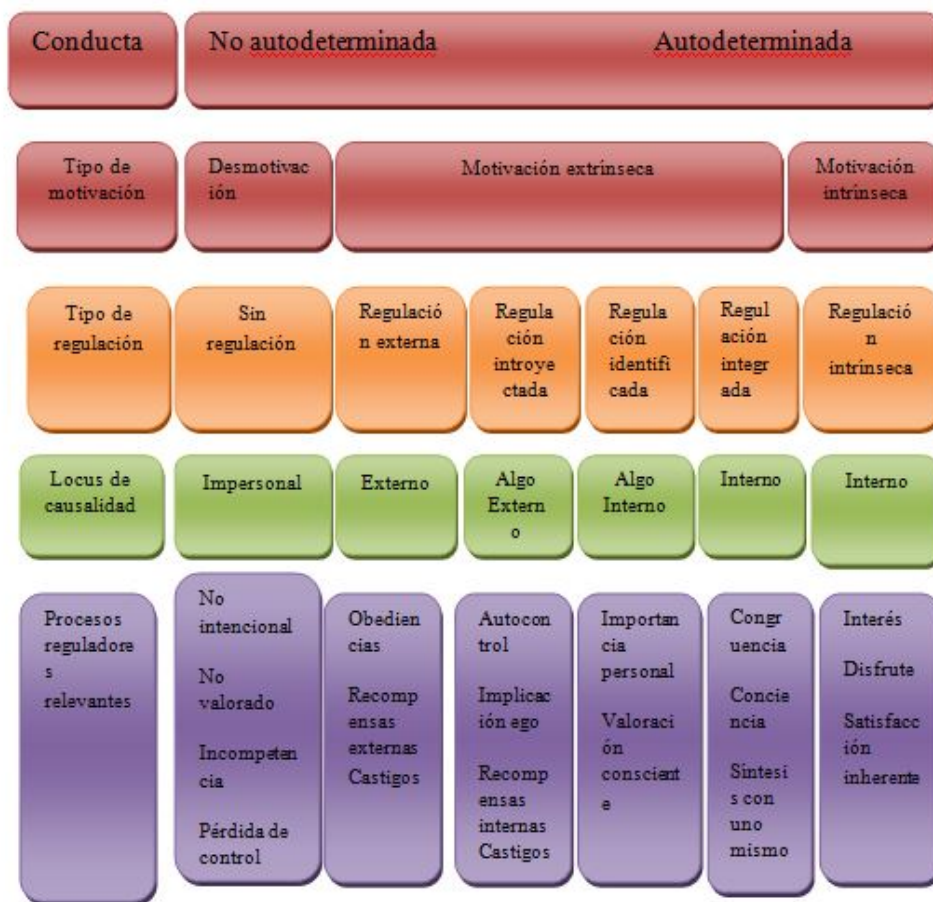 Conducta
No autodeterminada
Autodeterminada
Tipo de
motivación
Desmotivac
ión
Motivación extrínseca
Motivación
intrínseca
Tipo de
regulación
Sin
regulación
Regulació
n externa
Regula
ción
introye
ctada
Regula
ción
identifi
cada
Regul
ación
integr
ada
Regulació
n
intrínseca
Locus de
causalidad
Impersonal
Externo
Algo
Extern
o
Algo
Interno
Interno
Interno
Procesos
reguladore
s
relevantes
No
intencional
No
valorado
Incompeten
cia
Pérdida de
control
Obedien
cias
Recomp
ensas
externas
Castigos
Autocon
trol
Implicac
ión ego
Recomp
ensas
internas
Castigos
Importan
cia
personal
Valoració
n
conscient
e
Congr
uencia
Concie
ncia
Síntesi
s con
uno
mismo
Interés
Disfrute
Satisfac
ción
inherente